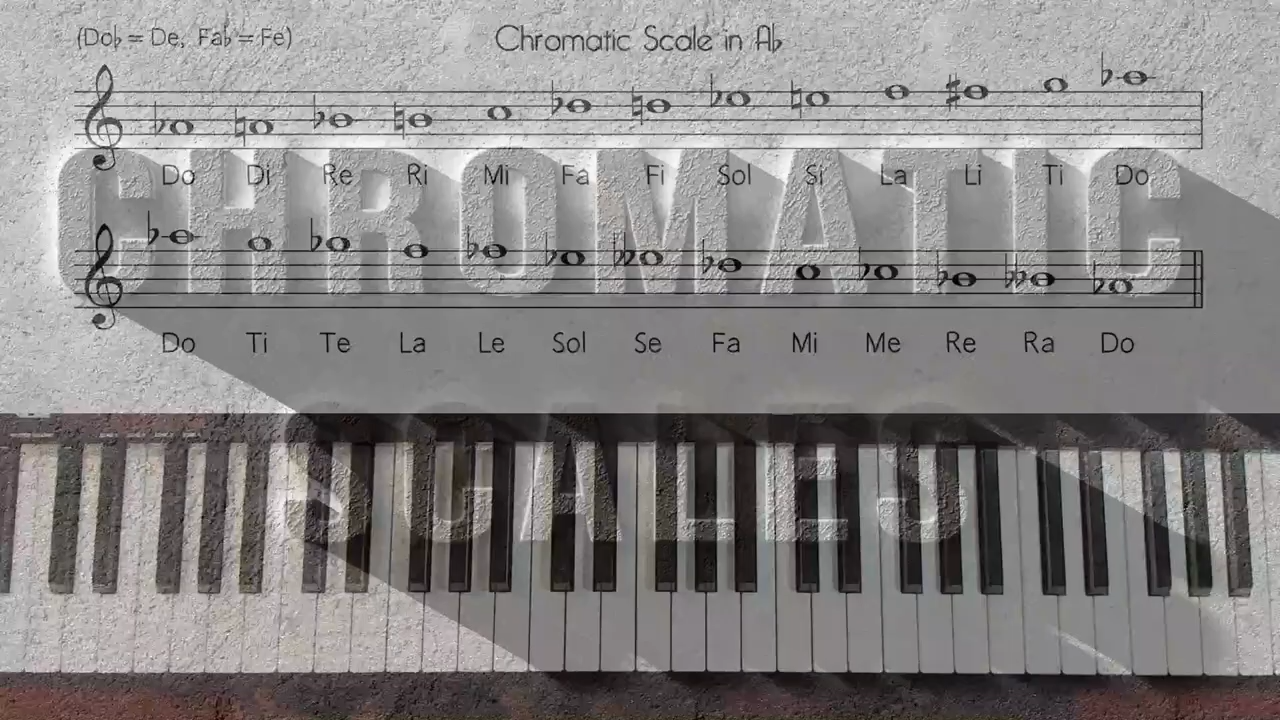 (Do♭ = De, Fa♭ = Fe)
Chromatic Scale in A♭
Do Di Re Ri Mi Fa Fi Sol Si La Li Ti Do
CHROMATIC
Do Ti Te La Le Sol Se Fa Mi Me Re Ra Do
SCALES